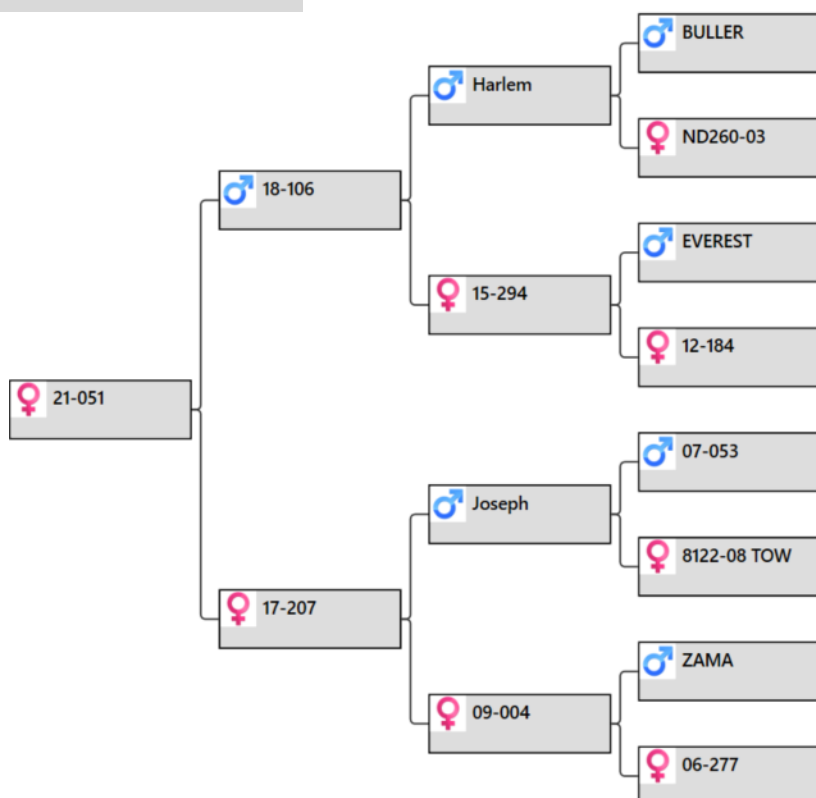 BULLER
Harlem
ND260-03
18-106
EVEREST
15-294
12-184
21-051
07-053
Joseph
8122-08 TOW
17-207
ZAMA
09-004
06-277